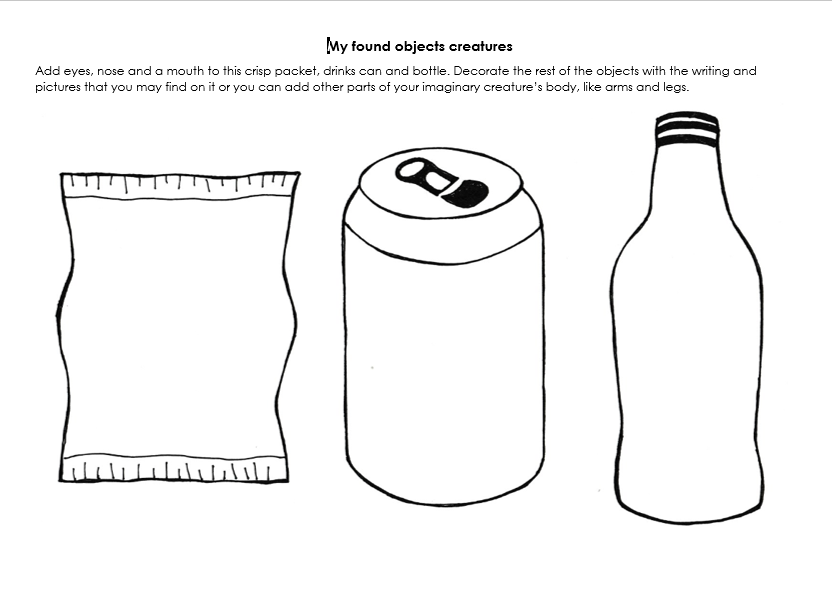 My found objects creatures
Add eyes, nose and a mouth to this crisp packet, drinks can and bottle. Decorate the rest of the objects with the writing and
pictures that you may find on it or you can add other parts of your imaginary creature's body, like arms and legs.